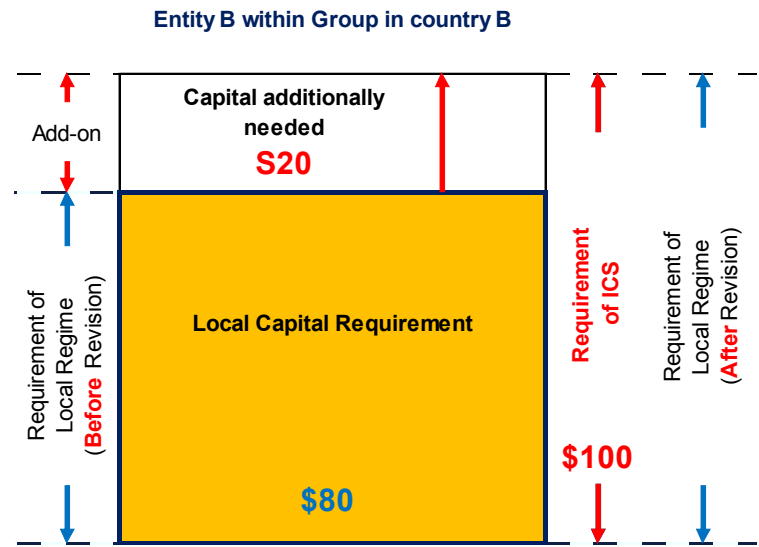 Entity B within Group in country B
Capital additionally
needed
S20
Add-on
Requirement of
Local Regime
(Before Revision)
Local Capital Requirement
$80
Requirement
of ICS
$100
Requirement of
Local Regime
(After Revision)